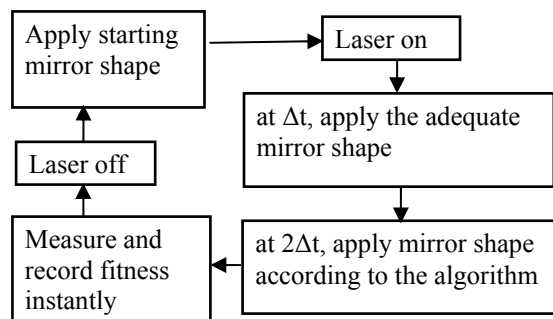 Apply starting
mirror shape
Laser on
at Δt, apply the adequate
mirror shape
at 2Δt, apply mirror shape
according to the algorithm
Measure and
record fitness
instantly
Laser off